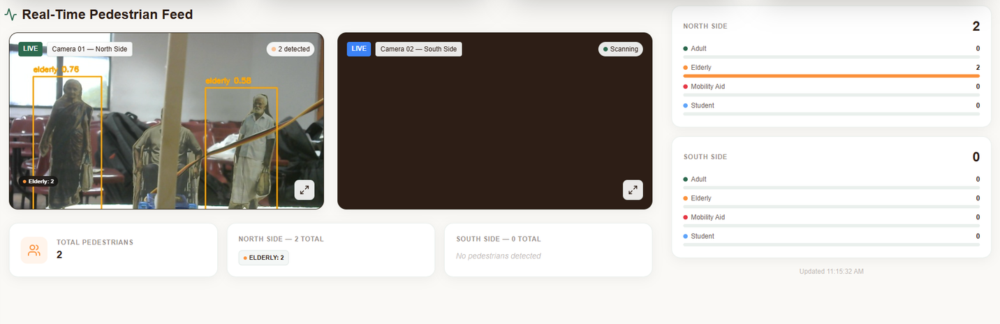 Real-Time Pedestrian Feed
LIVE
Camera 01 — North Side
2 detected
elderly 0.76
elderly 0.58
Elderly: 2
LIVE
Camera 02 — South Side
Scanning
TOTAL PEDESTRIANS
2
NORTH SIDE — 2 TOTAL
ELDERLY: 2
SOUTH SIDE — 0 TOTAL
No pedestrians detected
NORTH SIDE 2
Adult 0
Elderly 2
Mobility Aid 0
Student 0
SOUTH SIDE 0
Adult 0
Elderly 0
Mobility Aid 0
Student 0
Updated 11:15:32 AM